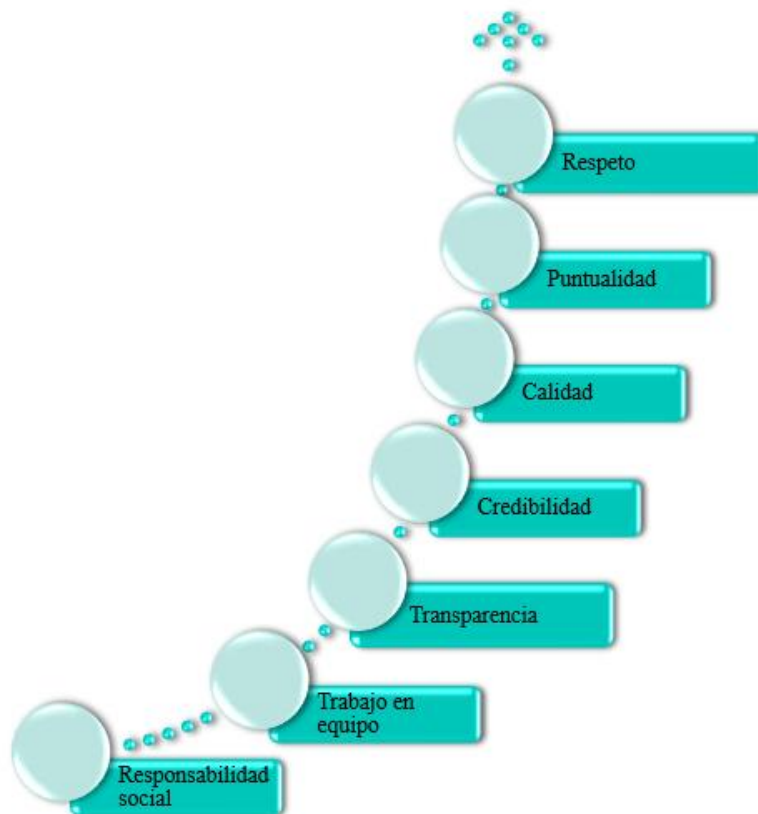 Respeto
Puntualidad
Calidad
Credibilidad
Transparencia
Trabajo en
equipo
Responsabilidad
social